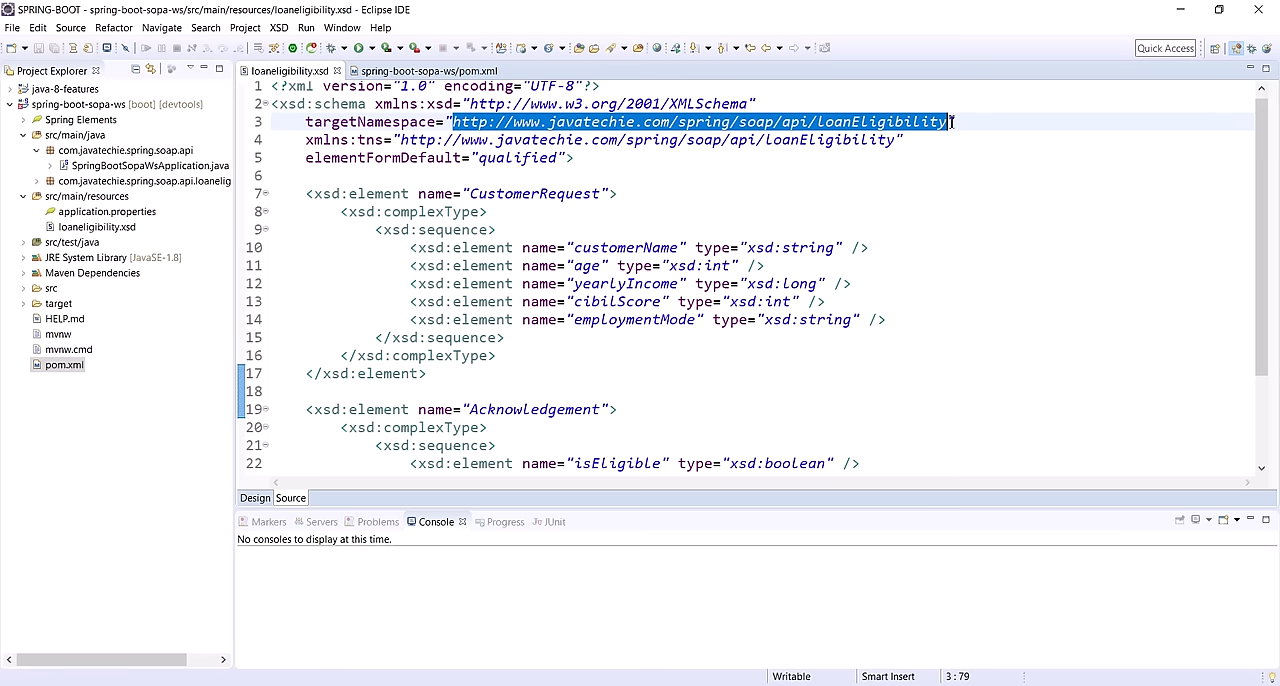 SPRING-BOOT - spring-boot-sopa-ws/src/main/resources/loaneligibility.xsd - Eclipse IDE
File Edit Source Refactor Navigate Search Project XSD Run Window Help
Quick Access
Project Explorer
java-8-features
spring-boot-sopa-ws [boot] [devtools]
Spring Elements
src/main/java
com.javatechie.spring.soap.api
SpringBootSopaWsApplication.java
com.javatechie.spring.soap.api.loanelig
src/main/resources
application.properties
loaneligibility.xsd
src/test/java
JRE System Library [JavaSE-1.8]
Maven Dependencies
src
target
HELP.md
mvnw
mvnw.cmd
pom.xml
loaneligibility.xsd spring-boot-sopa-ws/pom.xml
1 <?xml version="1.0" encoding="UTF-8"?>
2 <xsd:schema xmlns:xsd="http://www.w3.org/2001/XMLSchema"
3 targetNamespace="http://www.javatechie.com/spring/soap/api/loanEligibility"
4 xmlns:tns="http://www.javatechie.com/spring/soap/api/loanEligibility"
5 elementFormDefault="qualified">
6
7 <xsd:element name="CustomerRequest">
8 <xsd:complexType>
9 <xsd:sequence>
10 <xsd:element name="customerName" type="xsd:string" />
11 <xsd:element name="age" type="xsd:int" />
12 <xsd:element name="yearlyIncome" type="xsd:long" />
13 <xsd:element name="cibilScore" type="xsd:int" />
14 <xsd:element name="employmentMode" type="xsd:string" />
15 </xsd:sequence>
16 </xsd:complexType>
17 </xsd:element>
18
19 <xsd:element name="Acknowledgement">
20 <xsd:complexType>
21 <xsd:sequence>
22 <xsd:element name="isEligible" type="xsd:boolean" />
Design Source
Markers Servers Problems Console Progress JUnit
No consoles to display at this time.
Writable Smart Insert 3 : 79